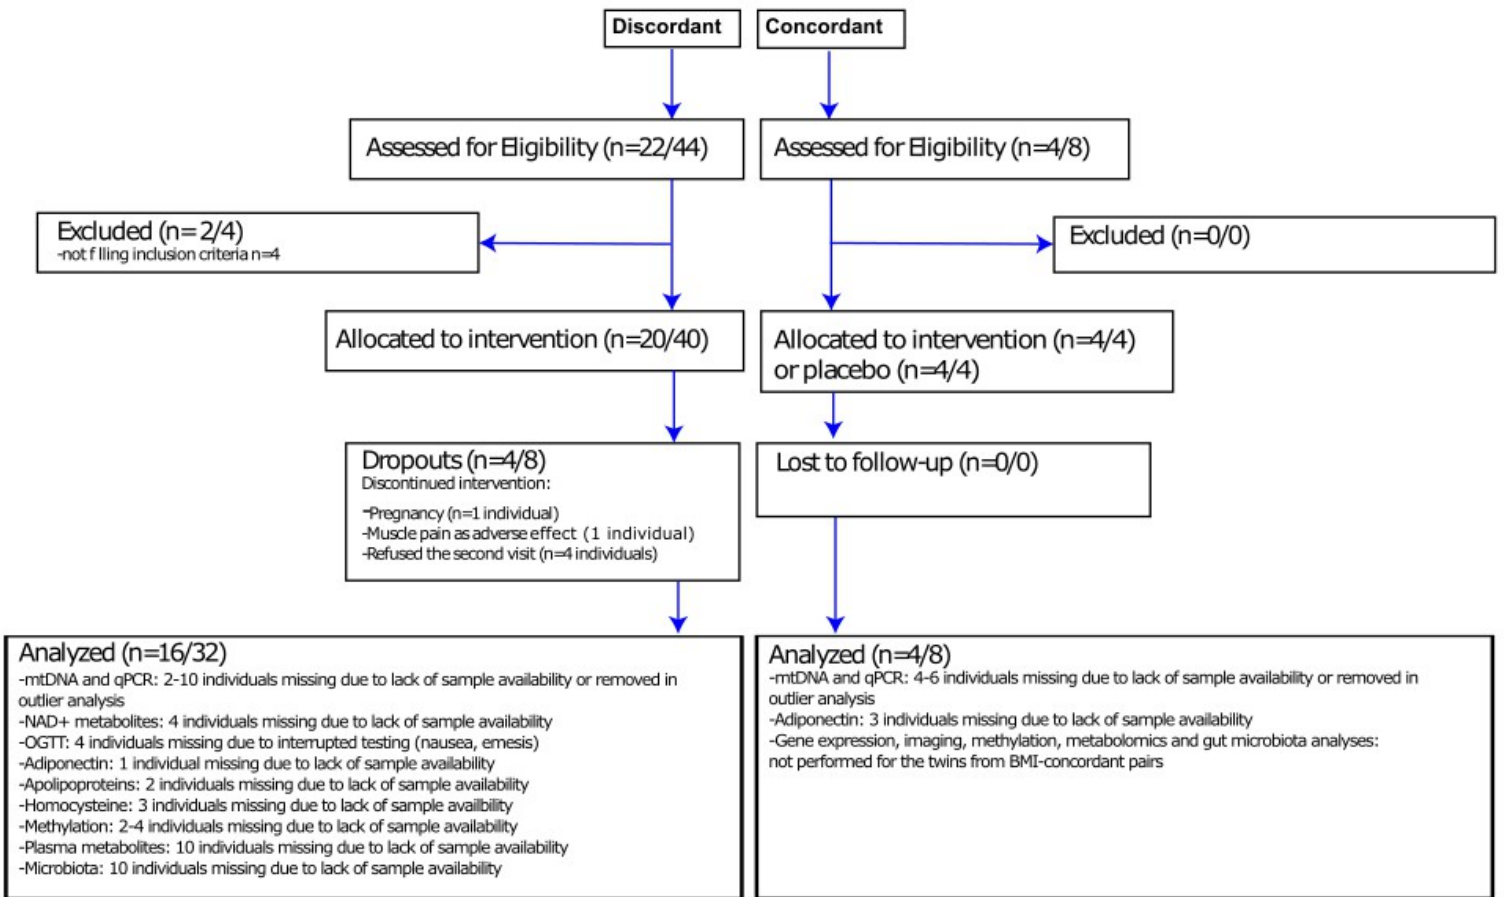 Discordant
Concordant
Assessed for Eligibility (n=22/44)
Assessed for Eligibility (n=4/8)
Excluded (n= 2/4)
-not f lling inclusion criteria n=4
Excluded (n=0/0)
Allocated to intervention (n=20/40)
Allocated to intervention (n=4/4)
or placebo (n=4/4)
Dropouts (n=4/8)
Discontinued intervention:
-Pregnancy (n=1 individual)
-Muscle pain as adverse effect (1 individual)
-Refused the second visit (n=4 individuals)
Lost to follow-up (n=0/0)
Analyzed (n=16/32)
-mtDNA and qPCR: 2-10 individuals missing due to lack of sample availability or removed in
outlier analysis
-NAD+ metabolites: 4 individuals missing due to lack of sample availability
-OGTT: 4 individuals missing due to interrupted testing (nausea, emesis)
-Adiponectin: 1 individual missing due to lack of sample availability
-Apolipoproteins: 2 individuals missing due to lack of sample availability
-Homocysteine: 3 individuals missing due to lack of sample availbility
-Methylation: 2-4 individuals missing due to lack of sample availability
-Plasma metabolites: 10 individuals missing due to lack of sample availability
-Microbiota: 10 individuals missing due to lack of sample availability
Analyzed (n=4/8)
-mtDNA and qPCR: 4-6 individuals missing due to lack of sample availability or removed in
outlier analysis
-Adiponectin: 3 individuals missing due to lack of sample availability
-Gene expression, imaging, methylation, metabolomics and gut microbiota analyses:
not performed for the twins from BMI-concordant pairs